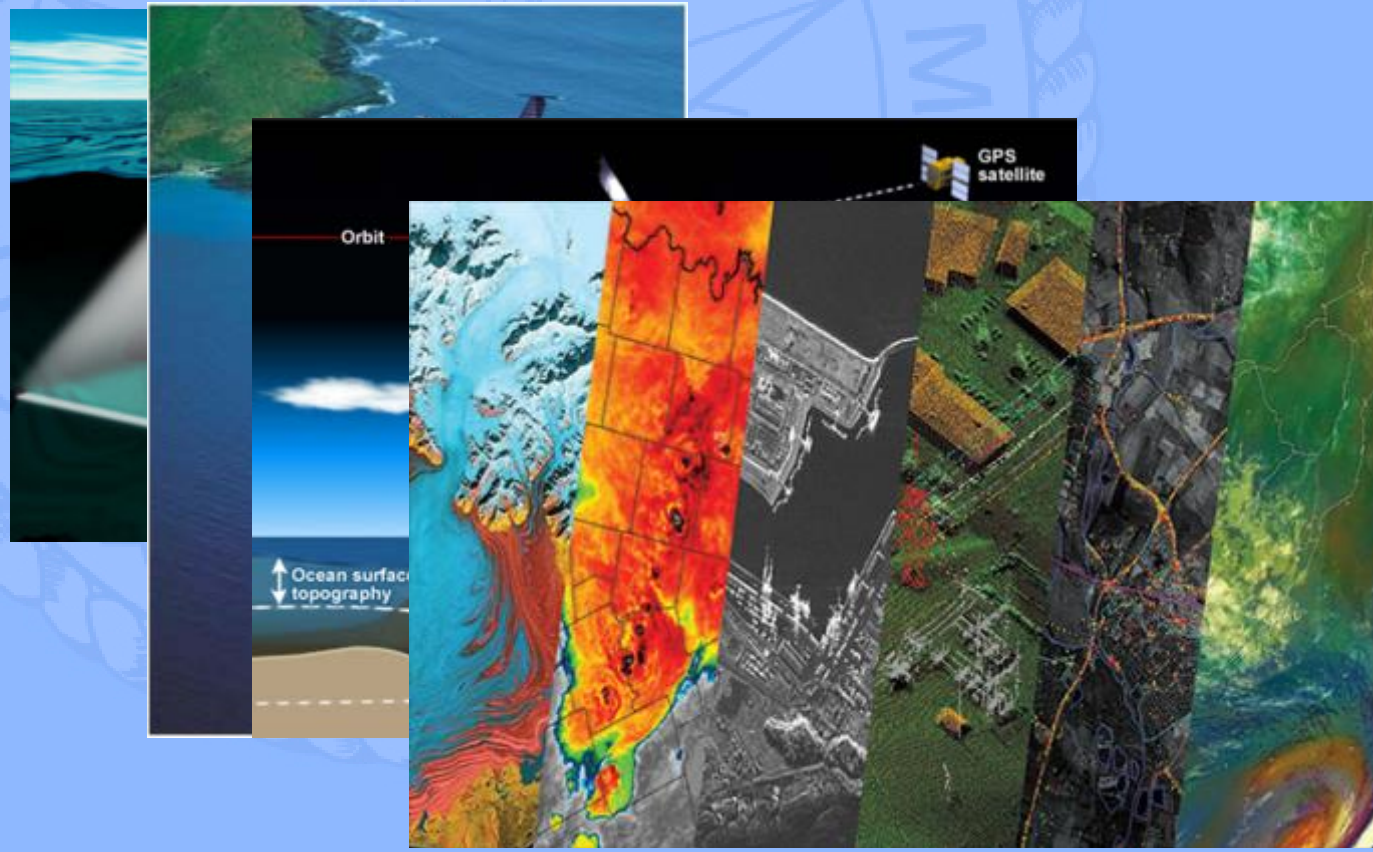 M
GPS
satellite
Orbit
Ocean surface
topography